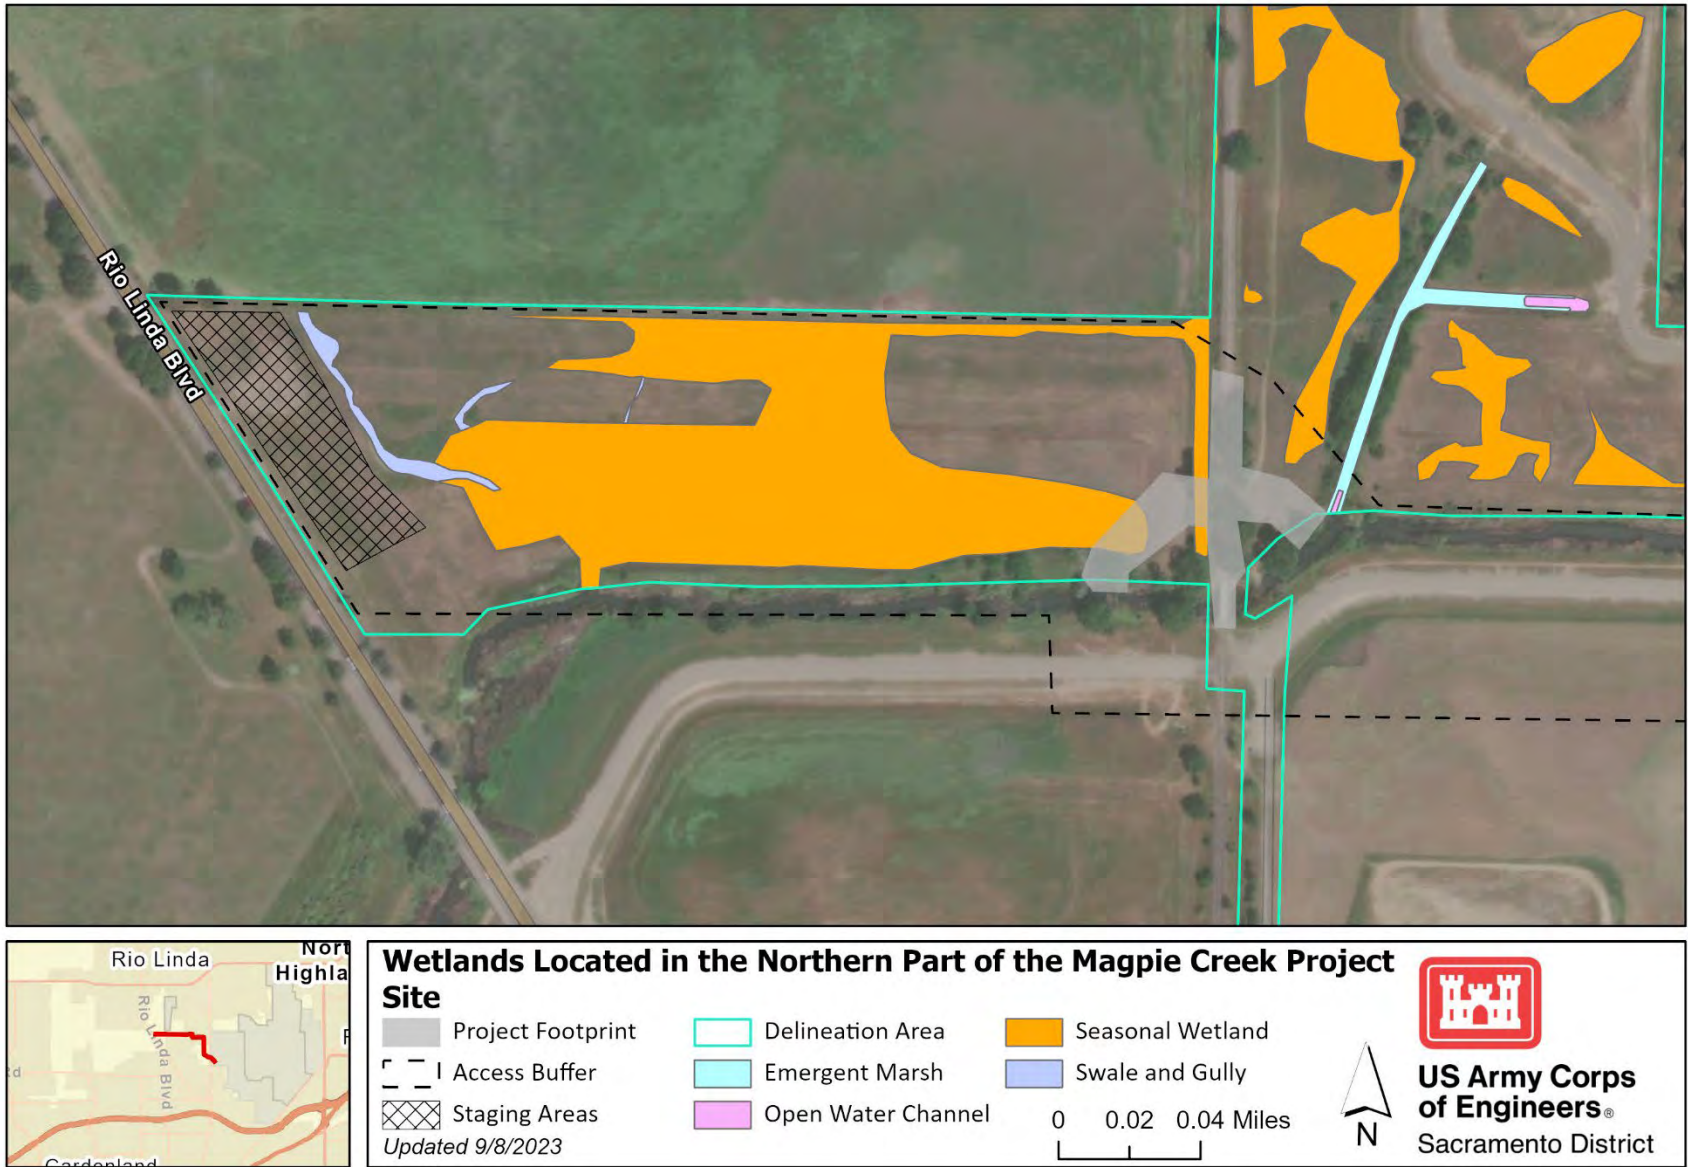 Rio Linda Blvd
Rio Linda
Nort
Highla
Rio Linda Blvd
Gardenland
Wetlands Located in the Northern Part of the Magpie Creek Project
Site
Project Footprint
Access Buffer
Staging Areas
Updated 9/8/2023
Delineation Area
Emergent Marsh
Open Water Channel
Seasonal Wetland
Swale and Gully
0 0.02 0.04 Miles
N
US Army Corps
of Engineers®
Sacramento District